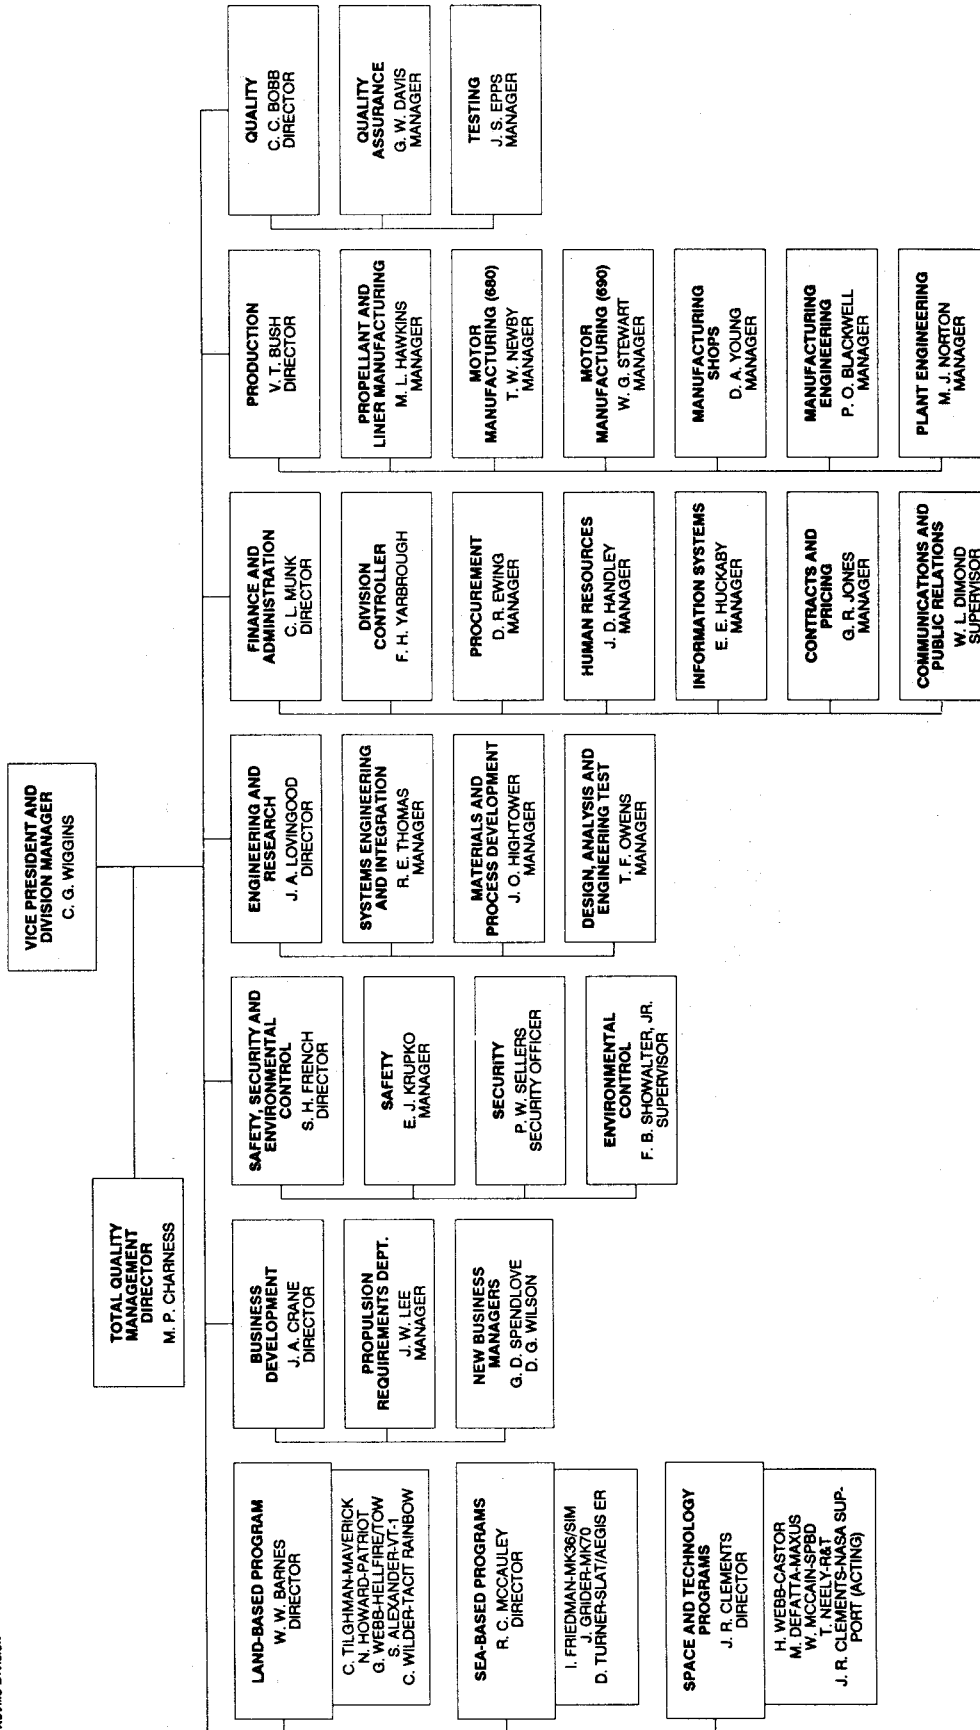 VICE PRESIDENT AND
DIVISION MANAGER
C. G. WIGGINS
TOTAL QUALITY
MANAGEMENT
DIRECTOR
M. P. CHARNESS
LAND-BASED PROGRAM
W. W. BARNES
DIRECTOR
C. TILGHMAN-MAVERICK
N. HOWARD-PATRIOT
G. WEBB-HELLFIRE/TOW
S. ALEXANDER-VT-1
C. WILDER-TACIT RAINBOW
SEA-BASED PROGRAMS
R. C. MCCAULEY
DIRECTOR
I. FRIEDMAN-MK36/SIM
J. GRIDER-MK70
D. TURNER-SLAT/AEGIS ER
SPACE AND TECHNOLOGY
PROGRAMS
J. R. CLEMENTS
DIRECTOR
H. WEBB-CASTOR
M. DEFATTA-MAXUS
W. MCCAIN-SPBD
T. NEELY-R&T
J. R. CLEMENTS-NASA SUP-
PORT (ACTING)
BUSINESS
DEVELOPMENT
J. A. CRANE
DIRECTOR
PROPULSION
REQUIREMENTS DEPT.
J. W. LEE
MANAGER
NEW BUSINESS
MANAGERS
G. D. SPENDLOVE
D. G. WILSON
SAFETY, SECURITY AND
ENVIRONMENTAL
CONTROL
S. H. FRENCH
DIRECTOR
SAFETY
E. J. KRUPKO
MANAGER
SECURITY
P. W. SELLERS
SECURITY OFFICER
ENVIRONMENTAL
CONTROL
F. B. SHOWALTER, JR.
SUPERVISOR
ENGINEERING AND
RESEARCH
J. A. LOVINGOOD
DIRECTOR
SYSTEMS ENGINEERING
AND INTEGRATION
R. E. THOMAS
MANAGER
MATERIALS AND
PROCESS DEVELOPMENT
J. O. HIGHTOWER
MANAGER
DESIGN, ANALYSIS AND
ENGINEERING TEST
T. F. OWENS
MANAGER
FINANCE AND
ADMINISTRATION
C. L. MUNK
DIRECTOR
DIVISION
CONTROLLER
F. H. YARBROUGH
PROCUREMENT
D. R. EWING
MANAGER
HUMAN RESOURCES
J. D. HANDLEY
MANAGER
INFORMATION SYSTEMS
E. E. HUCKABY
MANAGER
CONTRACTS AND
PRICING
G. R. JONES
MANAGER
COMMUNICATIONS AND
PUBLIC RELATIONS
W. L. DIMOND
SUPERVISOR
PRODUCTION
V. T. BUSH
DIRECTOR
PROPELLANT AND
LINER MANUFACTURING
M. L. HAWKINS
MANAGER
MOTOR
MANUFACTURING (680)
T. W. NEWBY
MANAGER
MOTOR
MANUFACTURING (690)
W. G. STEWART
MANAGER
MANUFACTURING
SHOPS
D. A. YOUNG
MANAGER
MANUFACTURING
ENGINEERING
P. O. BLACKWELL
MANAGER
PLANT ENGINEERING
M. J. NORTON
MANAGER
QUALITY
C. C. BOBB
DIRECTOR
QUALITY
ASSURANCE
G. W. DAVIS
MANAGER
TESTING
J. S. EPPS
MANAGER